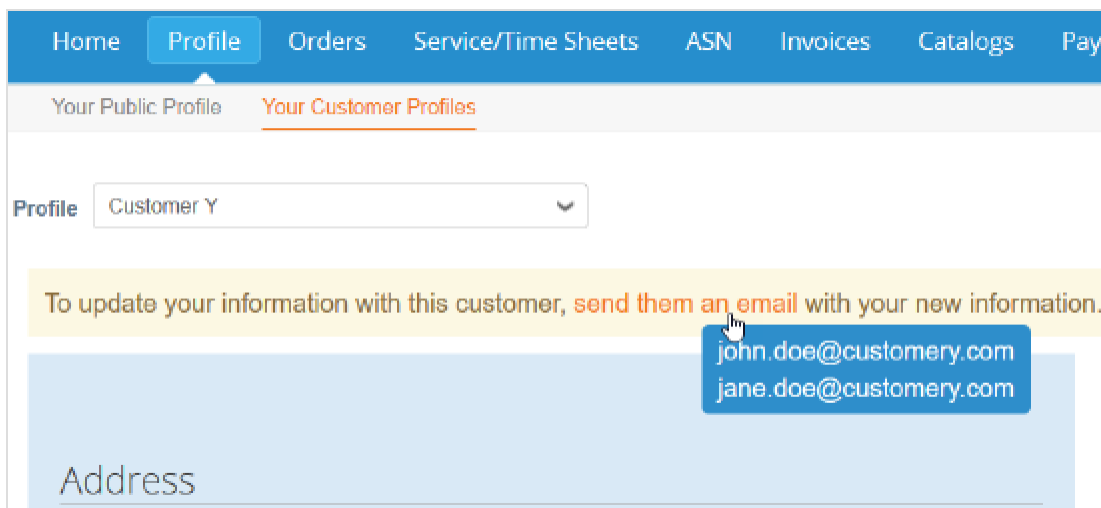 Home Profile Orders Service/Time Sheets ASN Invoices Catalogs Pay
Your Public Profile Your Customer Profiles
Profile Customer Y
To update your information with this customer, send them an email with your new information.
john.doe@customery.com
jane.doe@customery.com
Address